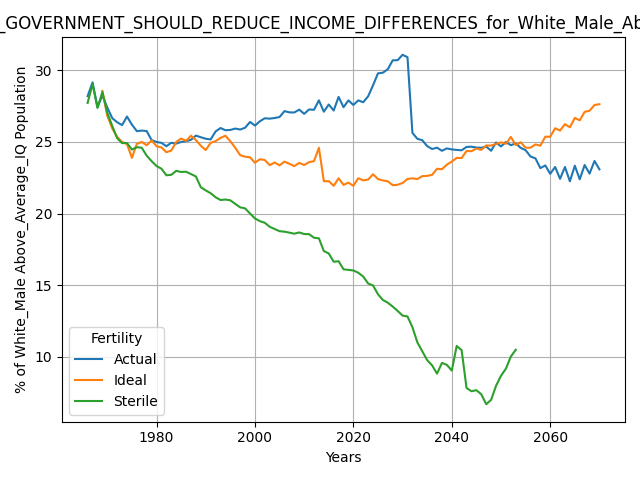 _GOVERNMENT_SHOULD_REDUCE_INCOME_DIFFERENCES_for_White_Male_Ab
% of White_Male Above_Average_IQ Population
30
25
20
15
10
Fertility
Actual
Ideal
Sterile
1980 2000 2020 2040 2060
Years